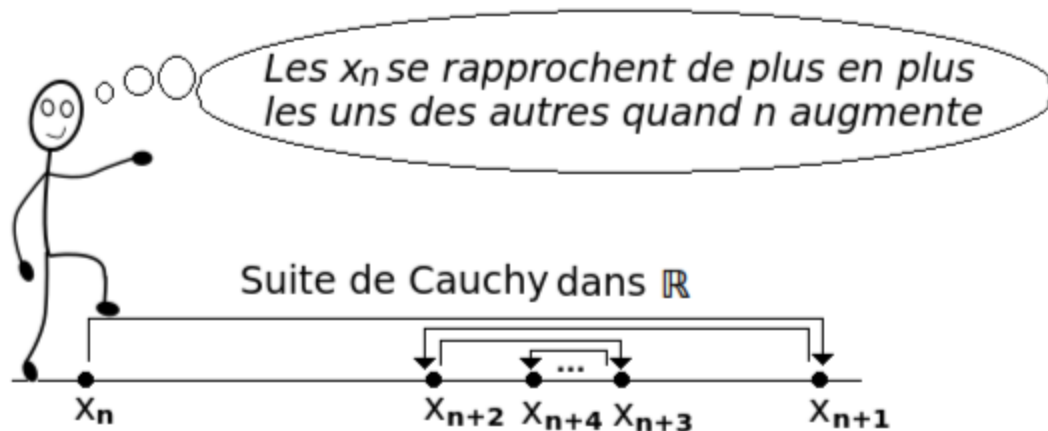 Les xₙ se rapprochent de plus en plus
les uns des autres quand n augmente
Suite de Cauchy dans ℝ
...
xₙ xₙ₊₂ xₙ₊₄ xₙ₊₃ xₙ₊₁